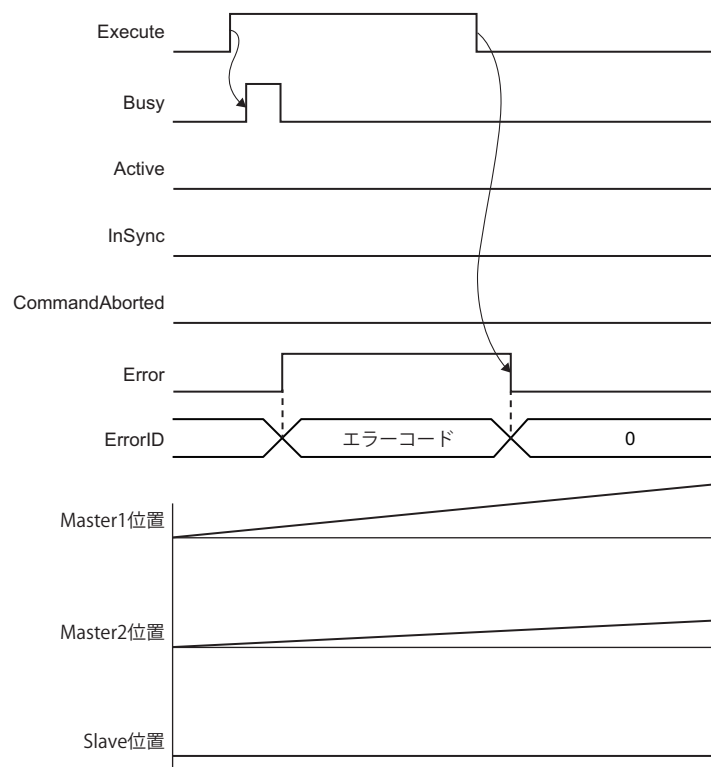 Execute
Busy
Active
InSync
CommandAborted
Error
ErrorID
エラーコード
0
Master1位置
Master2位置
Slave位置